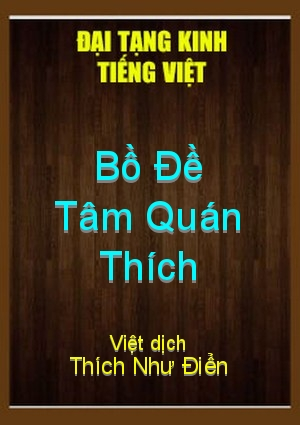 ĐẠI TẠNG KINH
TIẾNG VIỆT
Bồ Đề
Tâm Quán
Thích
Việt dịch
Thích Như Điển